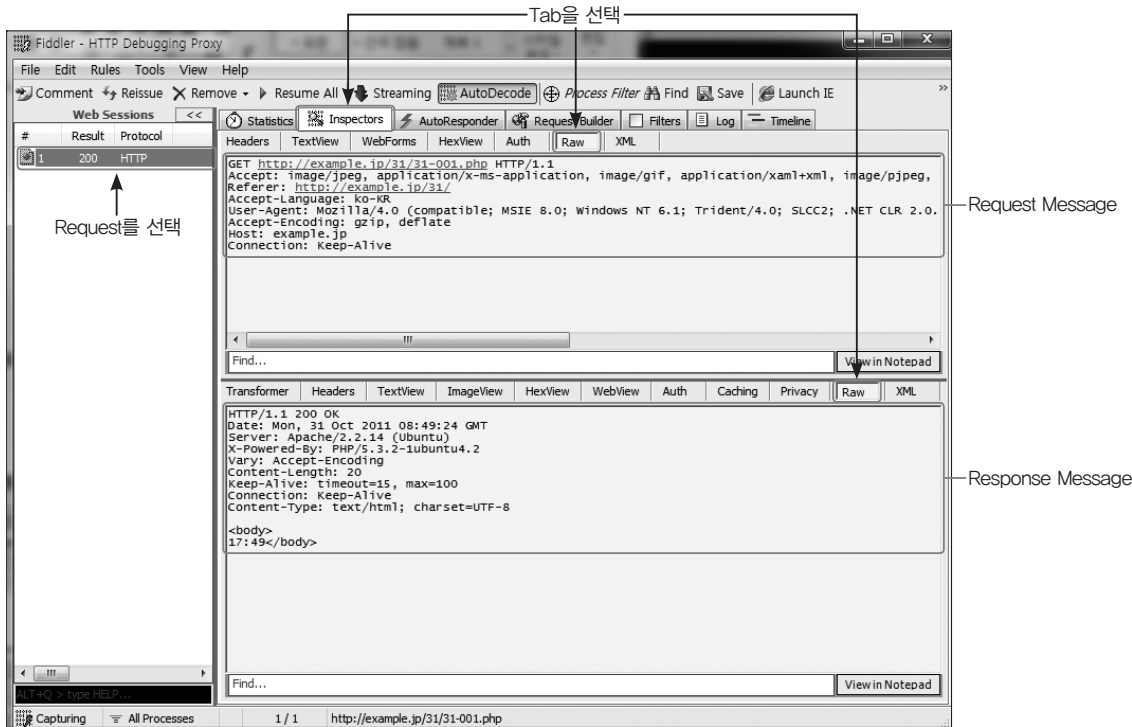 Tab을 선택
Fiddler - HTTP Debugging Proxy
File Edit Rules Tools View Help
Comment Reissue Remove Resume All Streaming AutoDecode Process Filter Find Save Launch IE »
Web Sessions <<
Statistics Inspectors AutoResponder Request Builder Filters Log Timeline
# Result Protocol
Headers TextView WebForms HexView Auth Raw XML
1 200 HTTP
GET http://example.jp/31/31-001.php HTTP/1.1
Accept: image/jpeg, application/x-ms-application, image/gif, application/xaml+xml, image/pjpeg,
Referer: http://example.jp/31/
Accept-Language: ko-KR
User-Agent: Mozilla/4.0 (compatible; MSIE 8.0; Windows NT 6.1; Trident/4.0; SLCC2; .NET CLR 2.0.
Accept-Encoding: gzip, deflate
Host: example.jp
Connection: Keep-Alive
Request Message
Request를 선택
Find... View in Notepad
Transformer Headers TextView ImageView HexView WebView Auth Caching Privacy Raw XML
HTTP/1.1 200 OK
Date: Mon, 31 Oct 2011 08:49:24 GMT
Server: Apache/2.2.14 (Ubuntu)
X-Powered-By: PHP/5.3.2-1ubuntu4.2
Vary: Accept-Encoding
Content-Length: 20
Keep-Alive: timeout=15, max=100
Connection: Keep-Alive
Content-Type: text/html; charset=UTF-8
<body>
17:49</body>
Response Message
Find... View in Notepad
ALT+Q > type HELP...
Capturing All Processes 1 / 1 http://example.jp/31/31-001.php